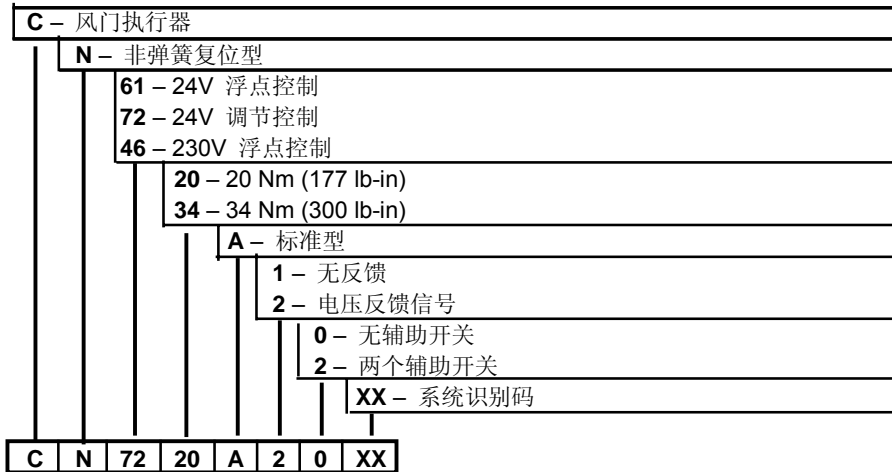 C – 风门执行器
N – 非弹簧复位型
61 – 24V 浮点控制
72 – 24V 调节控制
46 – 230V 浮点控制
20 – 20 Nm (177 lb-in)
34 – 34 Nm (300 lb-in)
A – 标准型
1 – 无反馈
2 – 电压反馈信号
0 – 无辅助开关
2 – 两个辅助开关
XX – 系统识别码
C N 72 20 A 2 0 XX